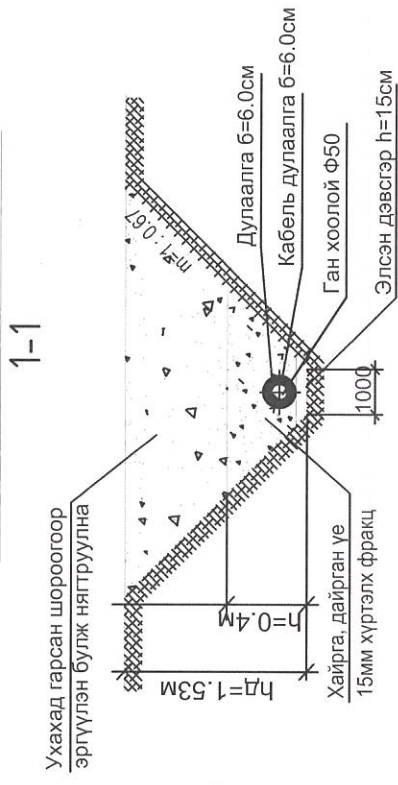 1-1
Ухахад гарсан шороогоор
эргүүлэн булж нягтруулна
m=1:0.67
hд=1.53м
h=0.4м
Дулаалга б=6.0см
Кабель дулаалга б=6.0см
Ган хоолой Ф50
Элсэн дэвсгэр h=15см
1000
Хайрга, дайрган үе
15мм хүртэлх фракц